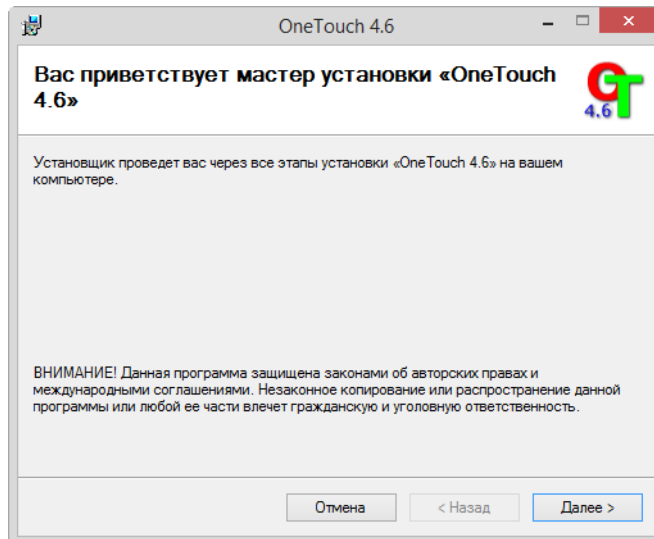 OneTouch 4.6
Вас приветствует мастер установки «OneTouch
4.6»
GT
4.6
Установщик проведет вас через все этапы установки «OneTouch 4.6» на вашем
компьютере.
ВНИМАНИЕ! Данная программа защищена законами об авторских правах и
международными соглашениями. Незаконное копирование или распространение данной
программы или любой ее части влечет гражданскую и уголовную ответственность.
Отмена
< Назад
Далее >